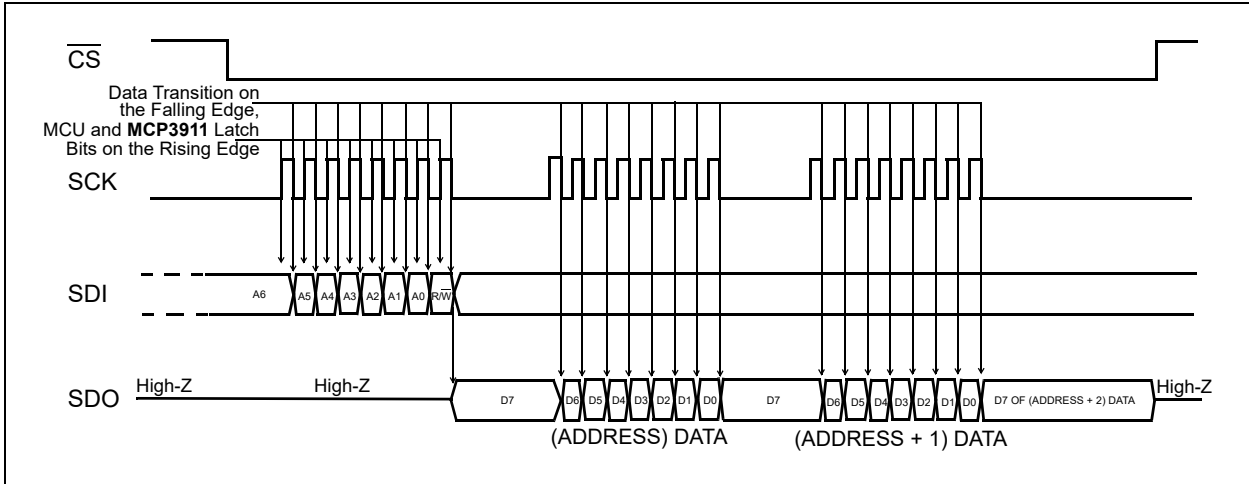 CS
Data Transition on
the Falling Edge,
MCU and MCP3911 Latch
Bits on the Rising Edge
SCK
SDI
A6 A5 A4 A3 A2 A1 A0 R/W
SDO
High-Z High-Z D7 D6 D5 D4 D3 D2 D1 D0 D7 D6 D5 D4 D3 D2 D1 D0 D7 OF (ADDRESS + 2) DATA High-Z
(ADDRESS) DATA (ADDRESS + 1) DATA